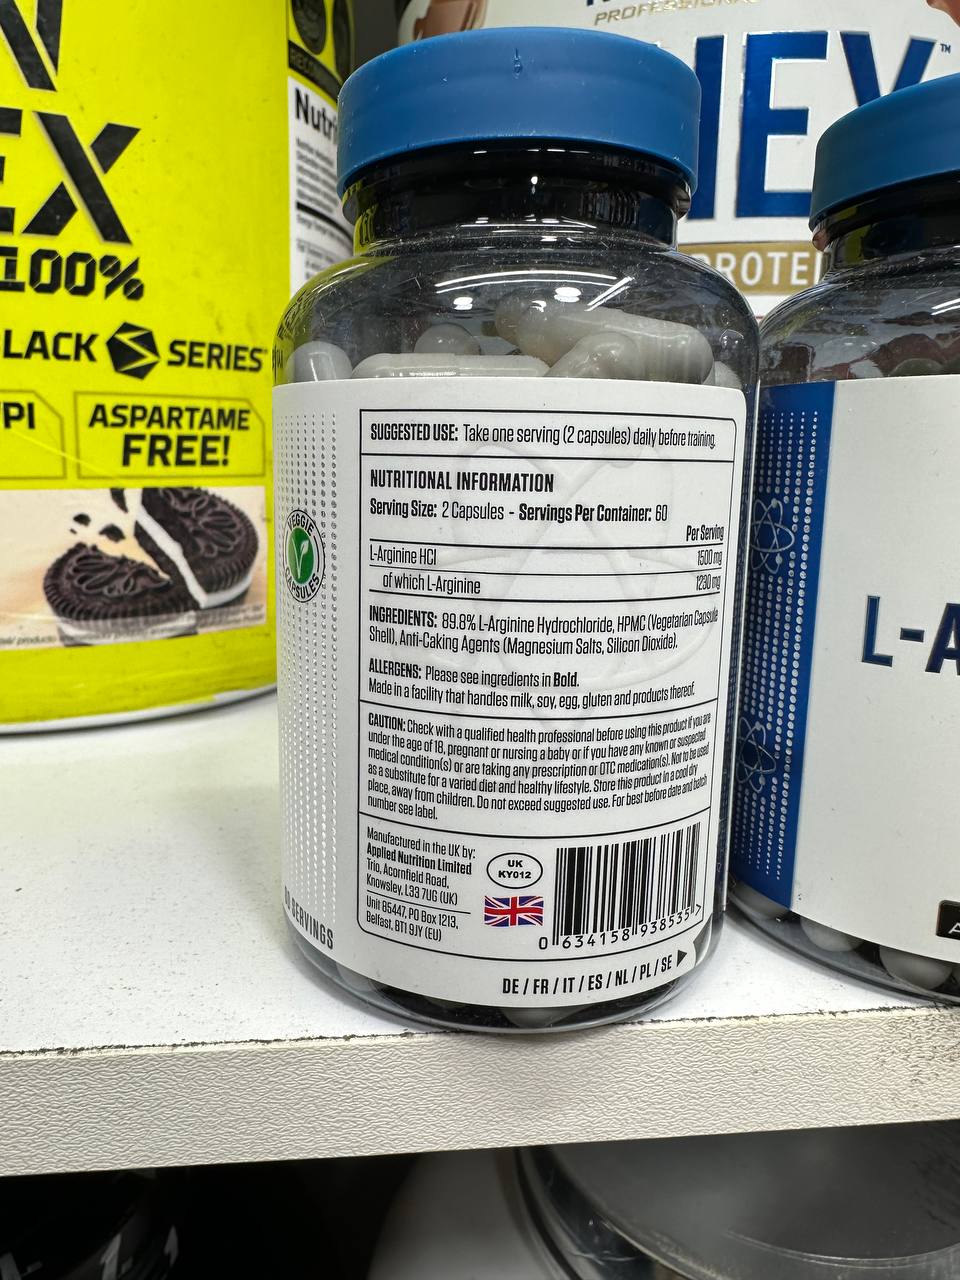 PROFESSIONAL
HEY™
PROTEI
EX
100%
LACK SERIES
ASPARTAME
FREE!
Nutri
VEGGIE
CAPSULES
SERVINGS
SUGGESTED USE: Take one serving (2 capsules) daily before training.
NUTRITIONAL INFORMATION
Serving Size: 2 Capsules - Servings Per Container: 60
Per Serving
L-Arginine HCl 1500 mg
of which L-Arginine 1230 mg
INGREDIENTS: 89.8% L-Arginine Hydrochloride, HPMC (Vegetarian Capsule
Shell), Anti-Caking Agents (Magnesium Salts, Silicon Dioxide).
ALLERGENS: Please see ingredients in Bold.
Made in a facility that handles milk, soy, egg, gluten and products thereof.
CAUTION: Check with a qualified health professional before using this product if you are
under the age of 18, pregnant or nursing a baby or if you have any known or suspected
medical condition(s) or are taking any prescription or OTC medication(s). Not to be used
as a substitute for a varied diet and healthy lifestyle. Store this product in a cool dry
place, away from children. Do not exceed suggested use. For best before date and batch
number see label.
Manufactured in the UK by:
Applied Nutrition Limited
Trio, Acornfield Road,
Knowsley, L33 7UG (UK)
Unit 85447, PO Box 1213,
Belfast, BT1 9JY (EU)
UK
KY012
0 634158 938535 >
DE / FR / IT / ES / NL / PL / SE
L-A